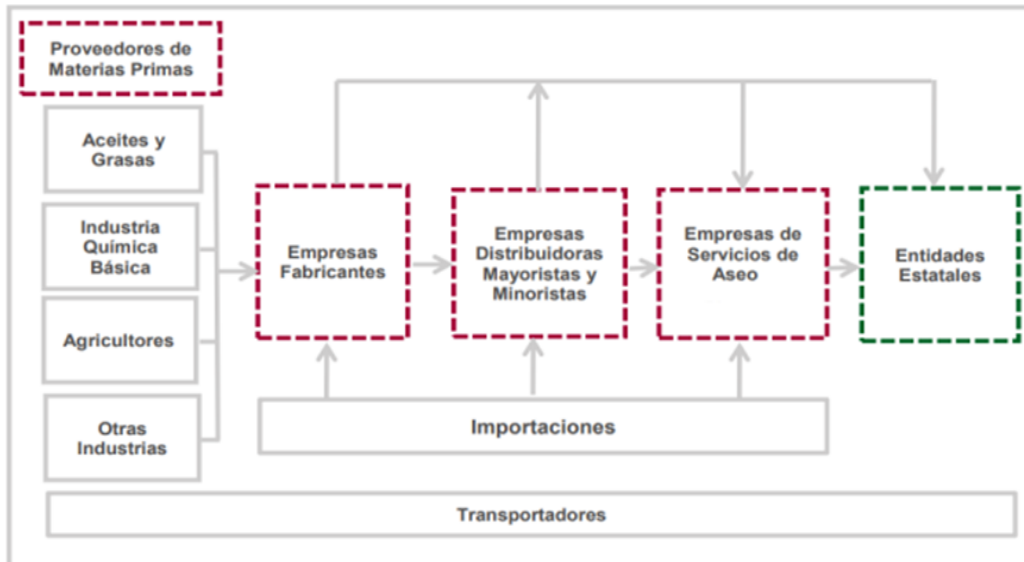 Proveedores de
Materias Primas
Aceites y
Grasas
Industria
Química
Básica
Agricultores
Otras
Industrias
Empresas
Fabricantes
Empresas
Distribuidoras
Mayoristas y
Minoristas
Empresas de
Servicios de
Aseo
Entidades
Estatales
Importaciones
Transportadores